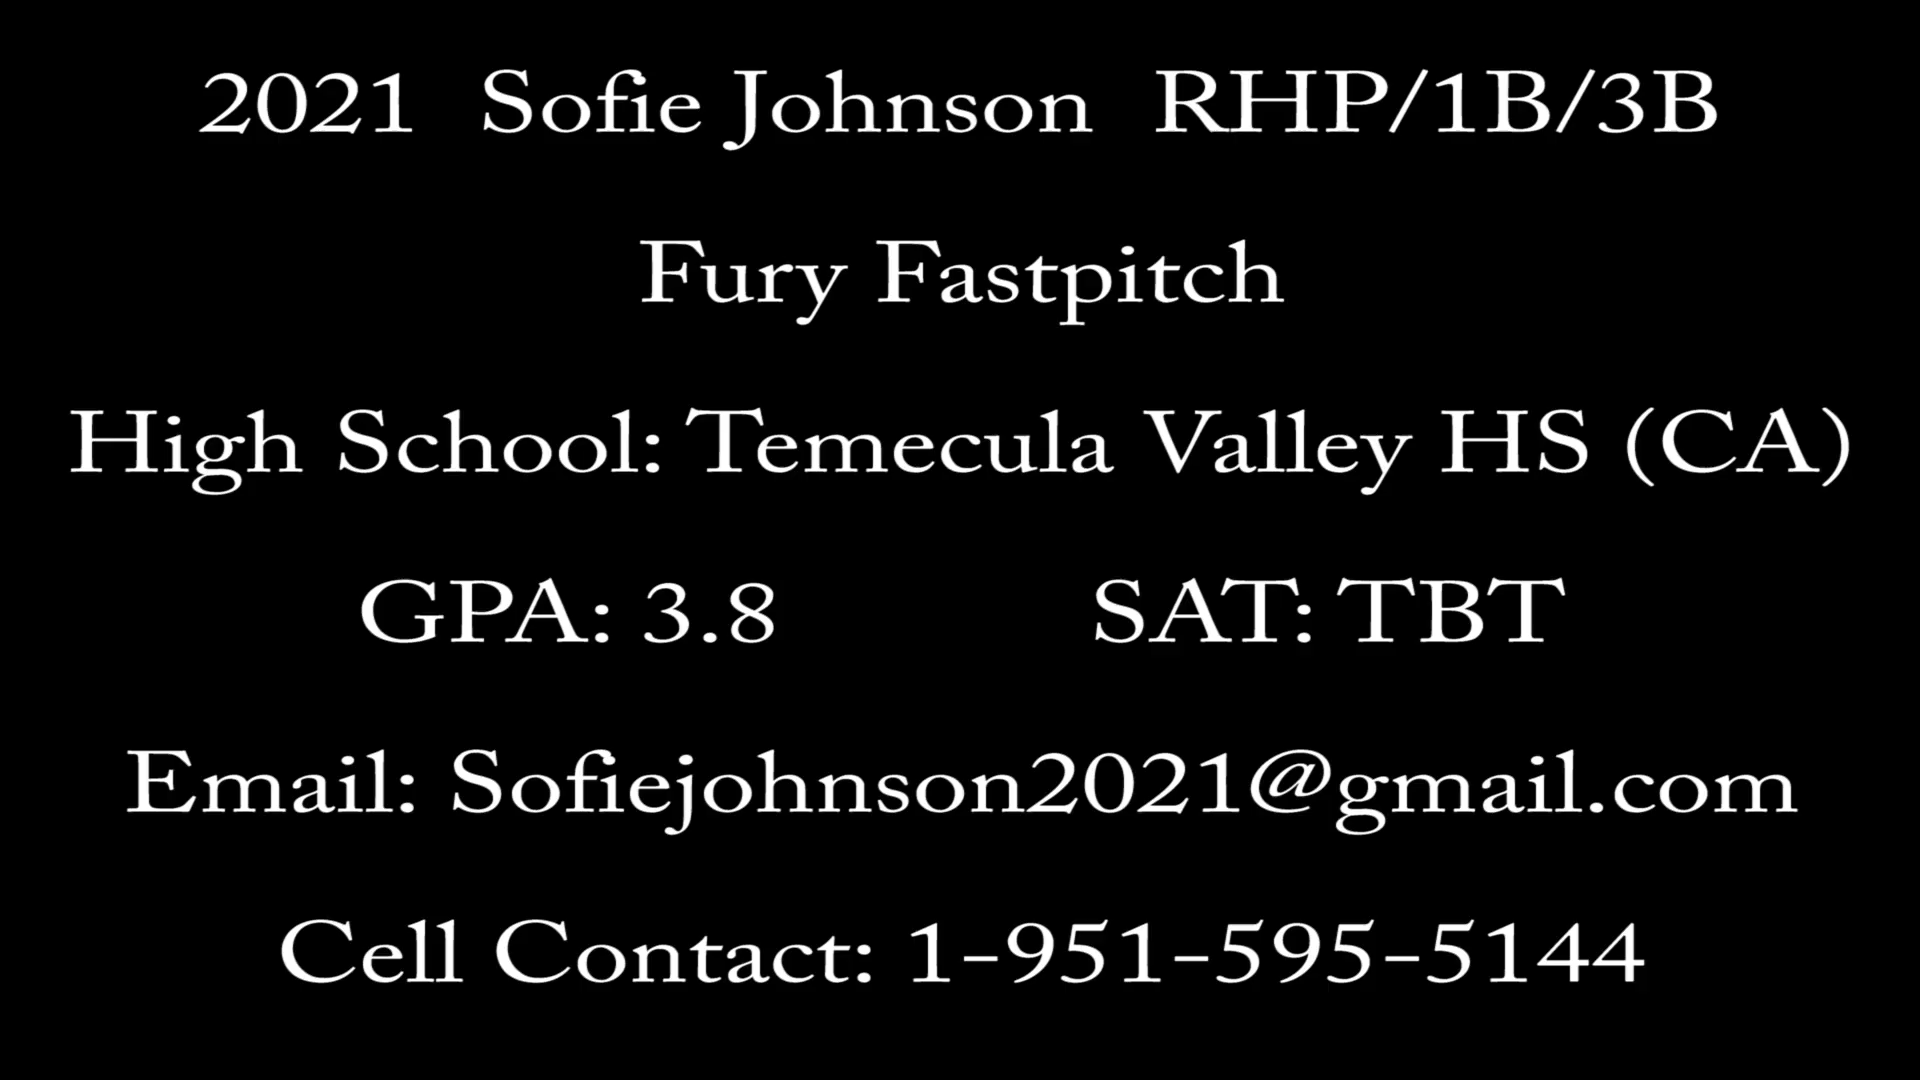 2021 Sofie Johnson RHP/1B/3B
Fury Fastpitch
High School: Temecula Valley HS (CA)
GPA: 3.8 SAT: TBT
Email: Sofiejohnson2021@gmail.com
Cell Contact: 1-951-595-5144